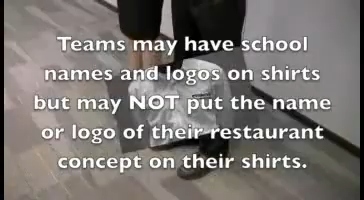 Teams may have school
names and logos on shirts
but may NOT put the name
or logo of their restaurant
concept on their shirts.